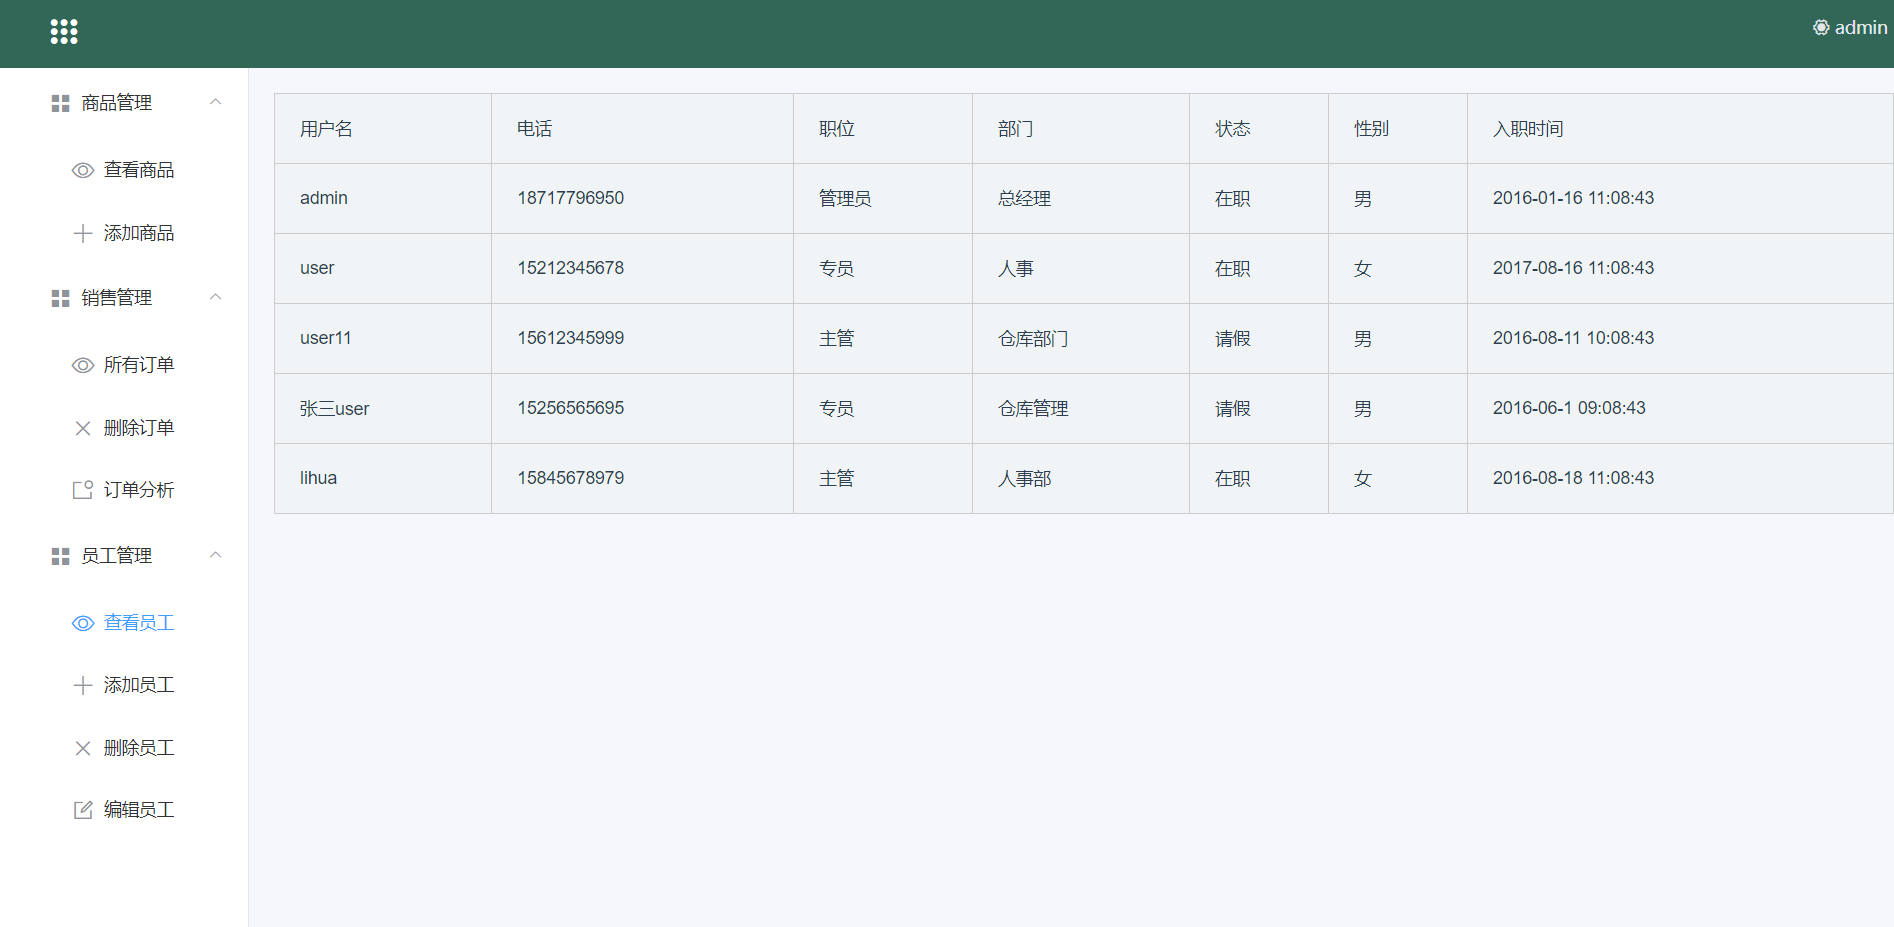 admin
商品管理
查看商品
添加商品
销售管理
所有订单
删除订单
订单分析
员工管理
查看员工
添加员工
删除员工
编辑员工
用户名 电话 职位 部门 状态 性别 入职时间
admin 18717796950 管理员 总经理 在职 男 2016-01-16 11:08:43
user 15212345678 专员 人事 在职 女 2017-08-16 11:08:43
user11 15612345999 主管 仓库部门 请假 男 2016-08-11 10:08:43
张三user 15256565695 专员 仓库管理 请假 男 2016-06-1 09:08:43
lihua 15845678979 主管 人事部 在职 女 2016-08-18 11:08:43